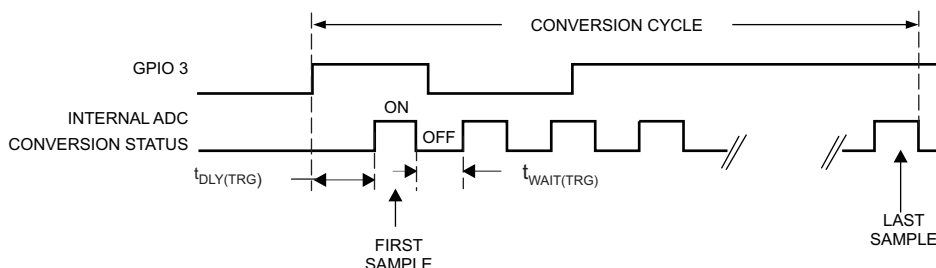 CONVERSION CYCLE
GPIO 3
INTERNAL ADC
CONVERSION STATUS
ON
OFF
tDLY(TRG)
tWAIT(TRG)
FIRST
SAMPLE
LAST
SAMPLE